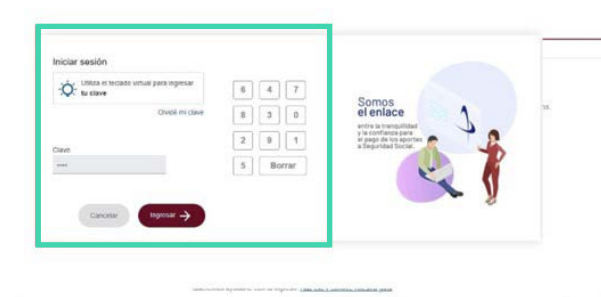 Iniciar sesión
Utiliza el teclado virtual para ingresar
tu clave
Olvidé mi clave
6 4 7
8 3 0
2 9 1
5 Borrar
Clave
Cancelar
Ingresar
Somos
el enlace
entre la tranquilidad
y la confianza para
el pago de los aportes
a Seguridad Social.